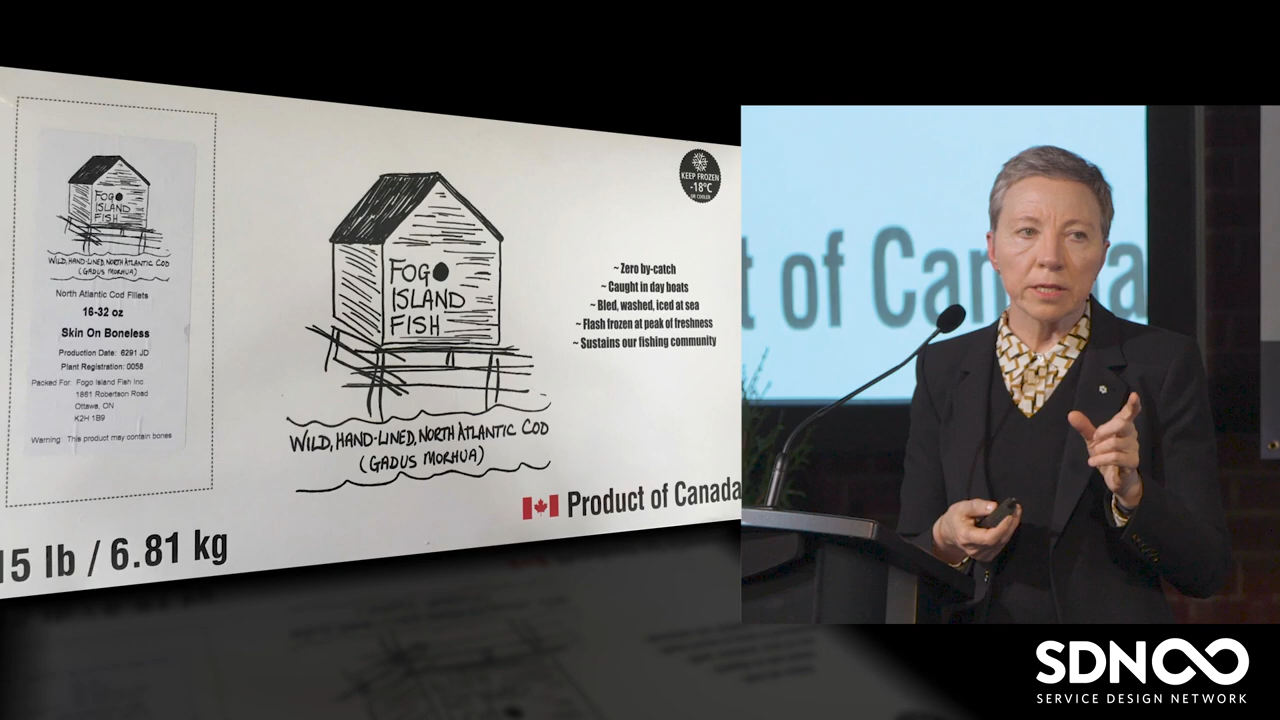 FOGO
ISLAND
FISH
WILD, HAND-LINED, NORTH ATLANTIC COD
(GADUS MORHUA)
North Atlantic Cod Fillets
16-32 oz
Skin On Boneless
Production Date: 6291 JD
Plant Registration: 0058
Packed For: Fogo Island Fish Inc
1861 Robertson Road
Ottawa, ON
K2H 1B9
Warning: This product may contain bones
15 lb / 6.81 kg
FOGO
ISLAND
FISH
WILD, HAND-LINED, NORTH ATLANTIC COD
(GADUS MORHUA)
KEEP FROZEN
-18°C
OR COOLER
~ Zero by-catch
~ Caught in day boats
~ Bled, washed, iced at sea
~ Flash frozen at peak of freshness
~ Sustains our fishing community
Product of Canada
t of Can a
SDN
SERVICE DESIGN NETWORK